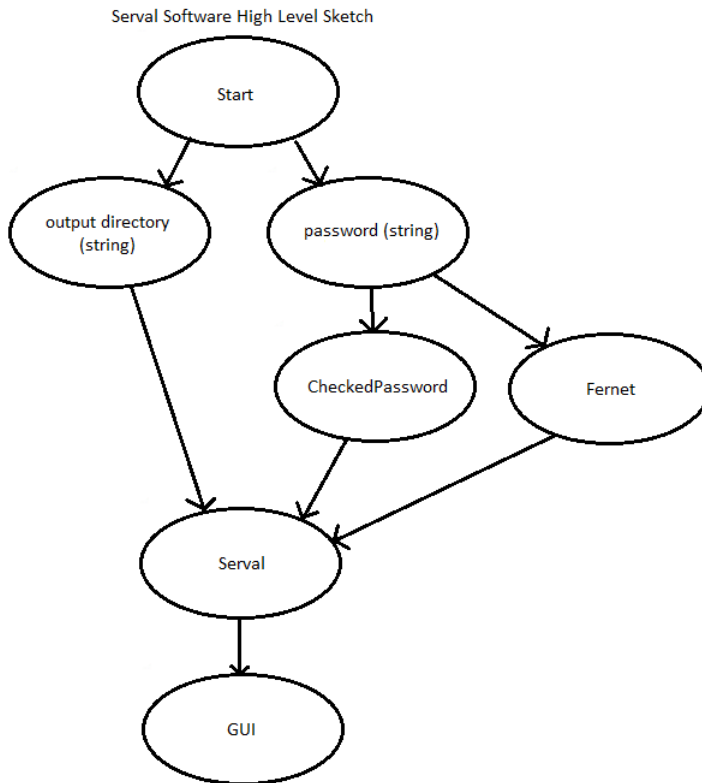 Serval Software High Level Sketch
Start
output directory
(string)
password (string)
CheckedPassword
Fernet
Serval
GUI